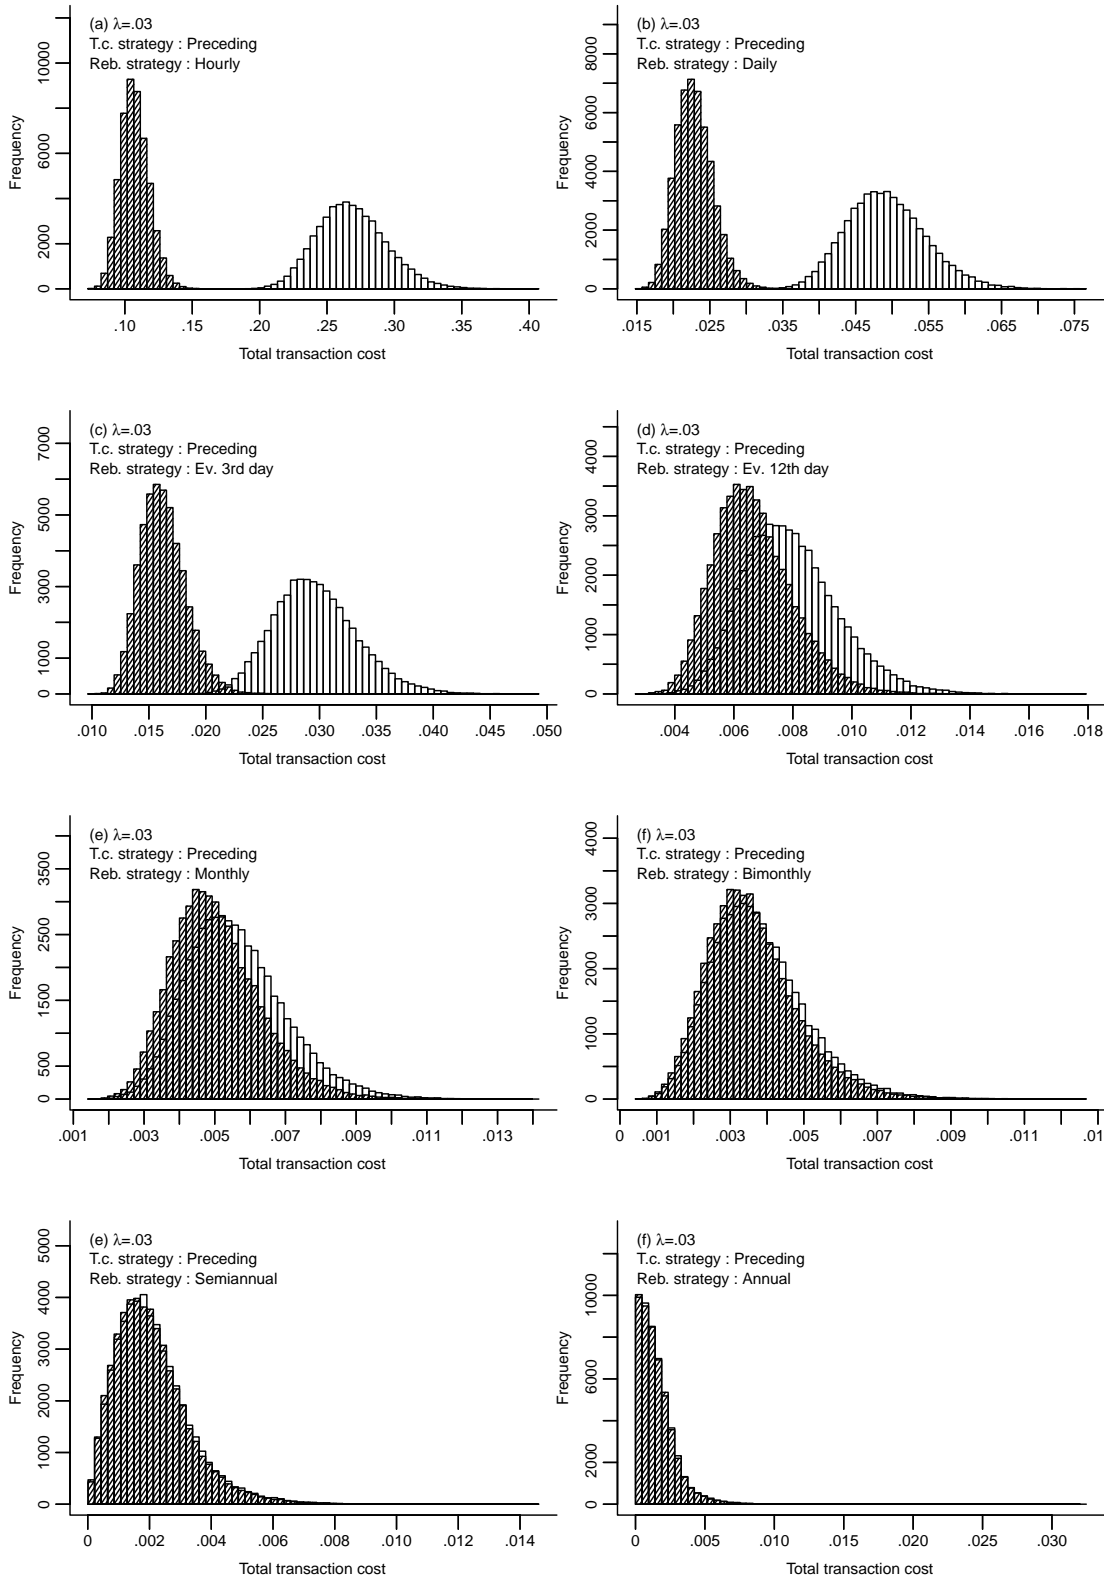 (a) λ=.03
T.c. strategy : Preceding
Reb. strategy : Hourly
Frequency
0 2000 6000 10000
.10 .15 .20 .25 .30 .35 .40
Total transaction cost
(b) λ=.03
T.c. strategy : Preceding
Reb. strategy : Daily
Frequency
0 2000 4000 6000 8000
.015 .025 .035 .045 .055 .065 .075
Total transaction cost
(c) λ=.03
T.c. strategy : Preceding
Reb. strategy : Ev. 3rd day
Frequency
0 1000 3000 5000 7000
.010 .015 .020 .025 .030 .035 .040 .045 .050
Total transaction cost
(d) λ=.03
T.c. strategy : Preceding
Reb. strategy : Ev. 12th day
Frequency
0 1000 2000 3000 4000
.004 .006 .008 .010 .012 .014 .016 .018
Total transaction cost
(e) λ=.03
T.c. strategy : Preceding
Reb. strategy : Monthly
Frequency
0 500 1500 2500 3500
.001 .003 .005 .007 .009 .011 .013
Total transaction cost
(f) λ=.03
T.c. strategy : Preceding
Reb. strategy : Bimonthly
Frequency
0 1000 2000 3000 4000
0 .001 .003 .005 .007 .009 .011 .01
Total transaction cost
(e) λ=.03
T.c. strategy : Preceding
Reb. strategy : Semiannual
Frequency
0 1000 2000 3000 4000 5000
0 .002 .004 .006 .008 .010 .012 .014
Total transaction cost
(f) λ=.03
T.c. strategy : Preceding
Reb. strategy : Annual
Frequency
0 2000 6000 10000
0 .005 .010 .015 .020 .025 .030
Total transaction cost